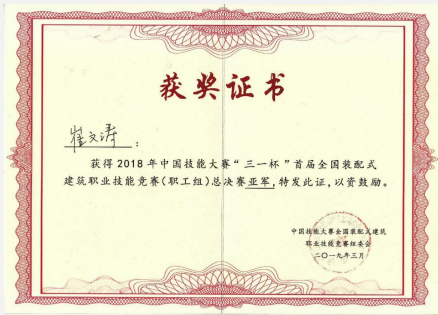 获奖证书
崔文涛：
获得2018年中国技能大赛“三一杯”首届全国装配式
建筑职业技能竞赛（职工组）总决赛亚军，特发此证，以资鼓励。
中国技能大赛全国装配式建筑
职业技能竞赛组委会
二〇一九年三月